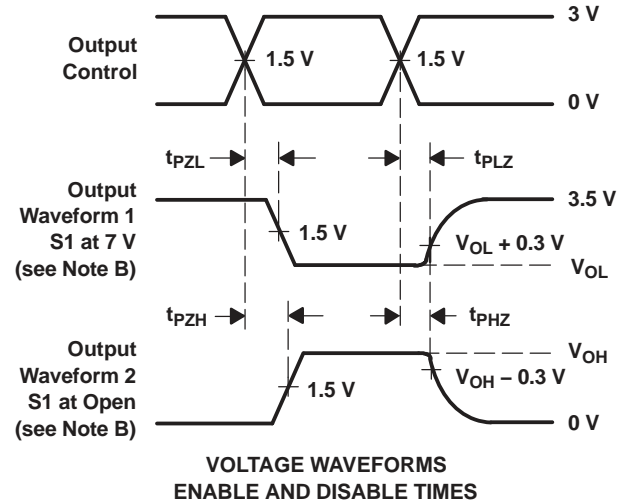 3 V
Output
Control
1.5 V
1.5 V
0 V
tPZL
tPLZ
Output
Waveform 1
S1 at 7 V
(see Note B)
3.5 V
1.5 V
VOL + 0.3 V
VOL
tPZH
tPHZ
Output
Waveform 2
S1 at Open
(see Note B)
VOH
1.5 V
VOH – 0.3 V
0 V
VOLTAGE WAVEFORMS
ENABLE AND DISABLE TIMES